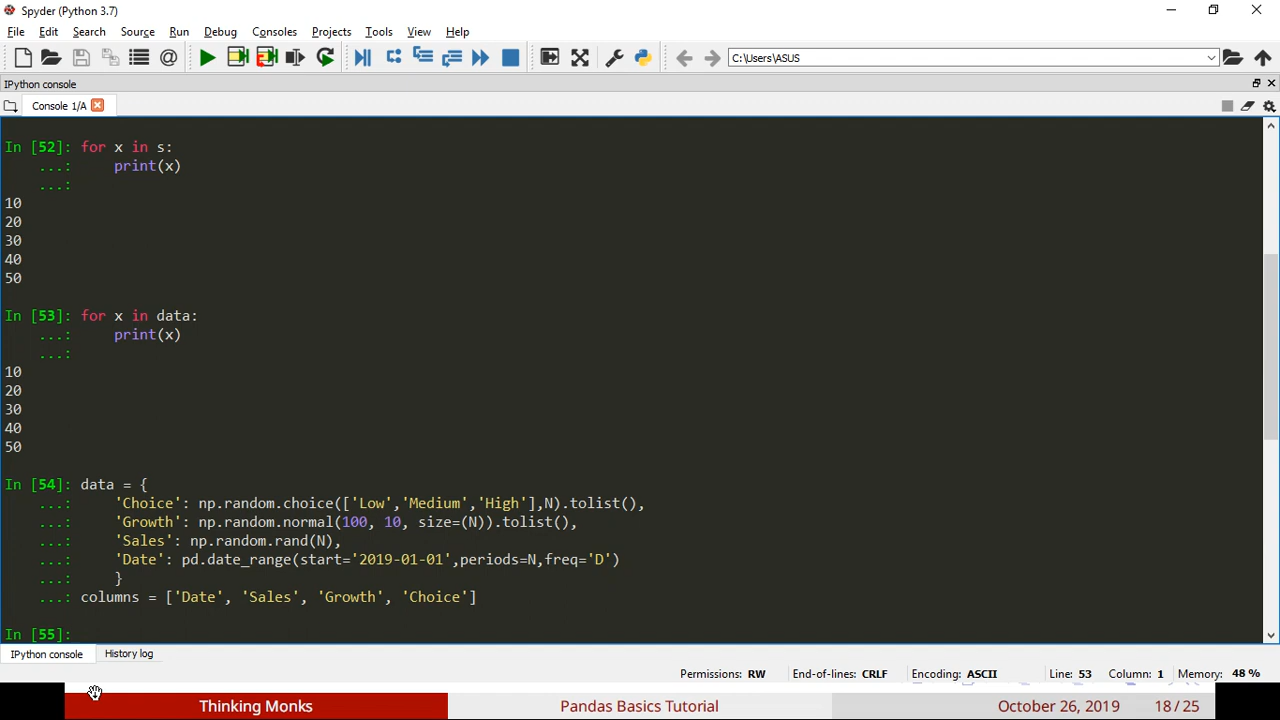 Spyder (Python 3.7)
File Edit Search Source Run Debug Consoles Projects Tools View Help
C:\Users\ASUS
IPython console
Console 1/A
In [52]: for x in s:
...: print(x)
...:
10
20
30
40
50
In [53]: for x in data:
...: print(x)
...:
10
20
30
40
50
In [54]: data = {
...: 'Choice': np.random.choice(['Low','Medium','High'],N).tolist(),
...: 'Growth': np.random.normal(100, 10, size=(N)).tolist(),
...: 'Sales': np.random.rand(N),
...: 'Date': pd.date_range(start='2019-01-01',periods=N,freq='D')
...: }
...: columns = ['Date', 'Sales', 'Growth', 'Choice']
In [55]:
IPython console History log
Permissions: RW End-of-lines: CRLF Encoding: ASCII Line: 53 Column: 1 Memory: 48 %
Thinking Monks Pandas Basics Tutorial October 26, 2019 18 / 25